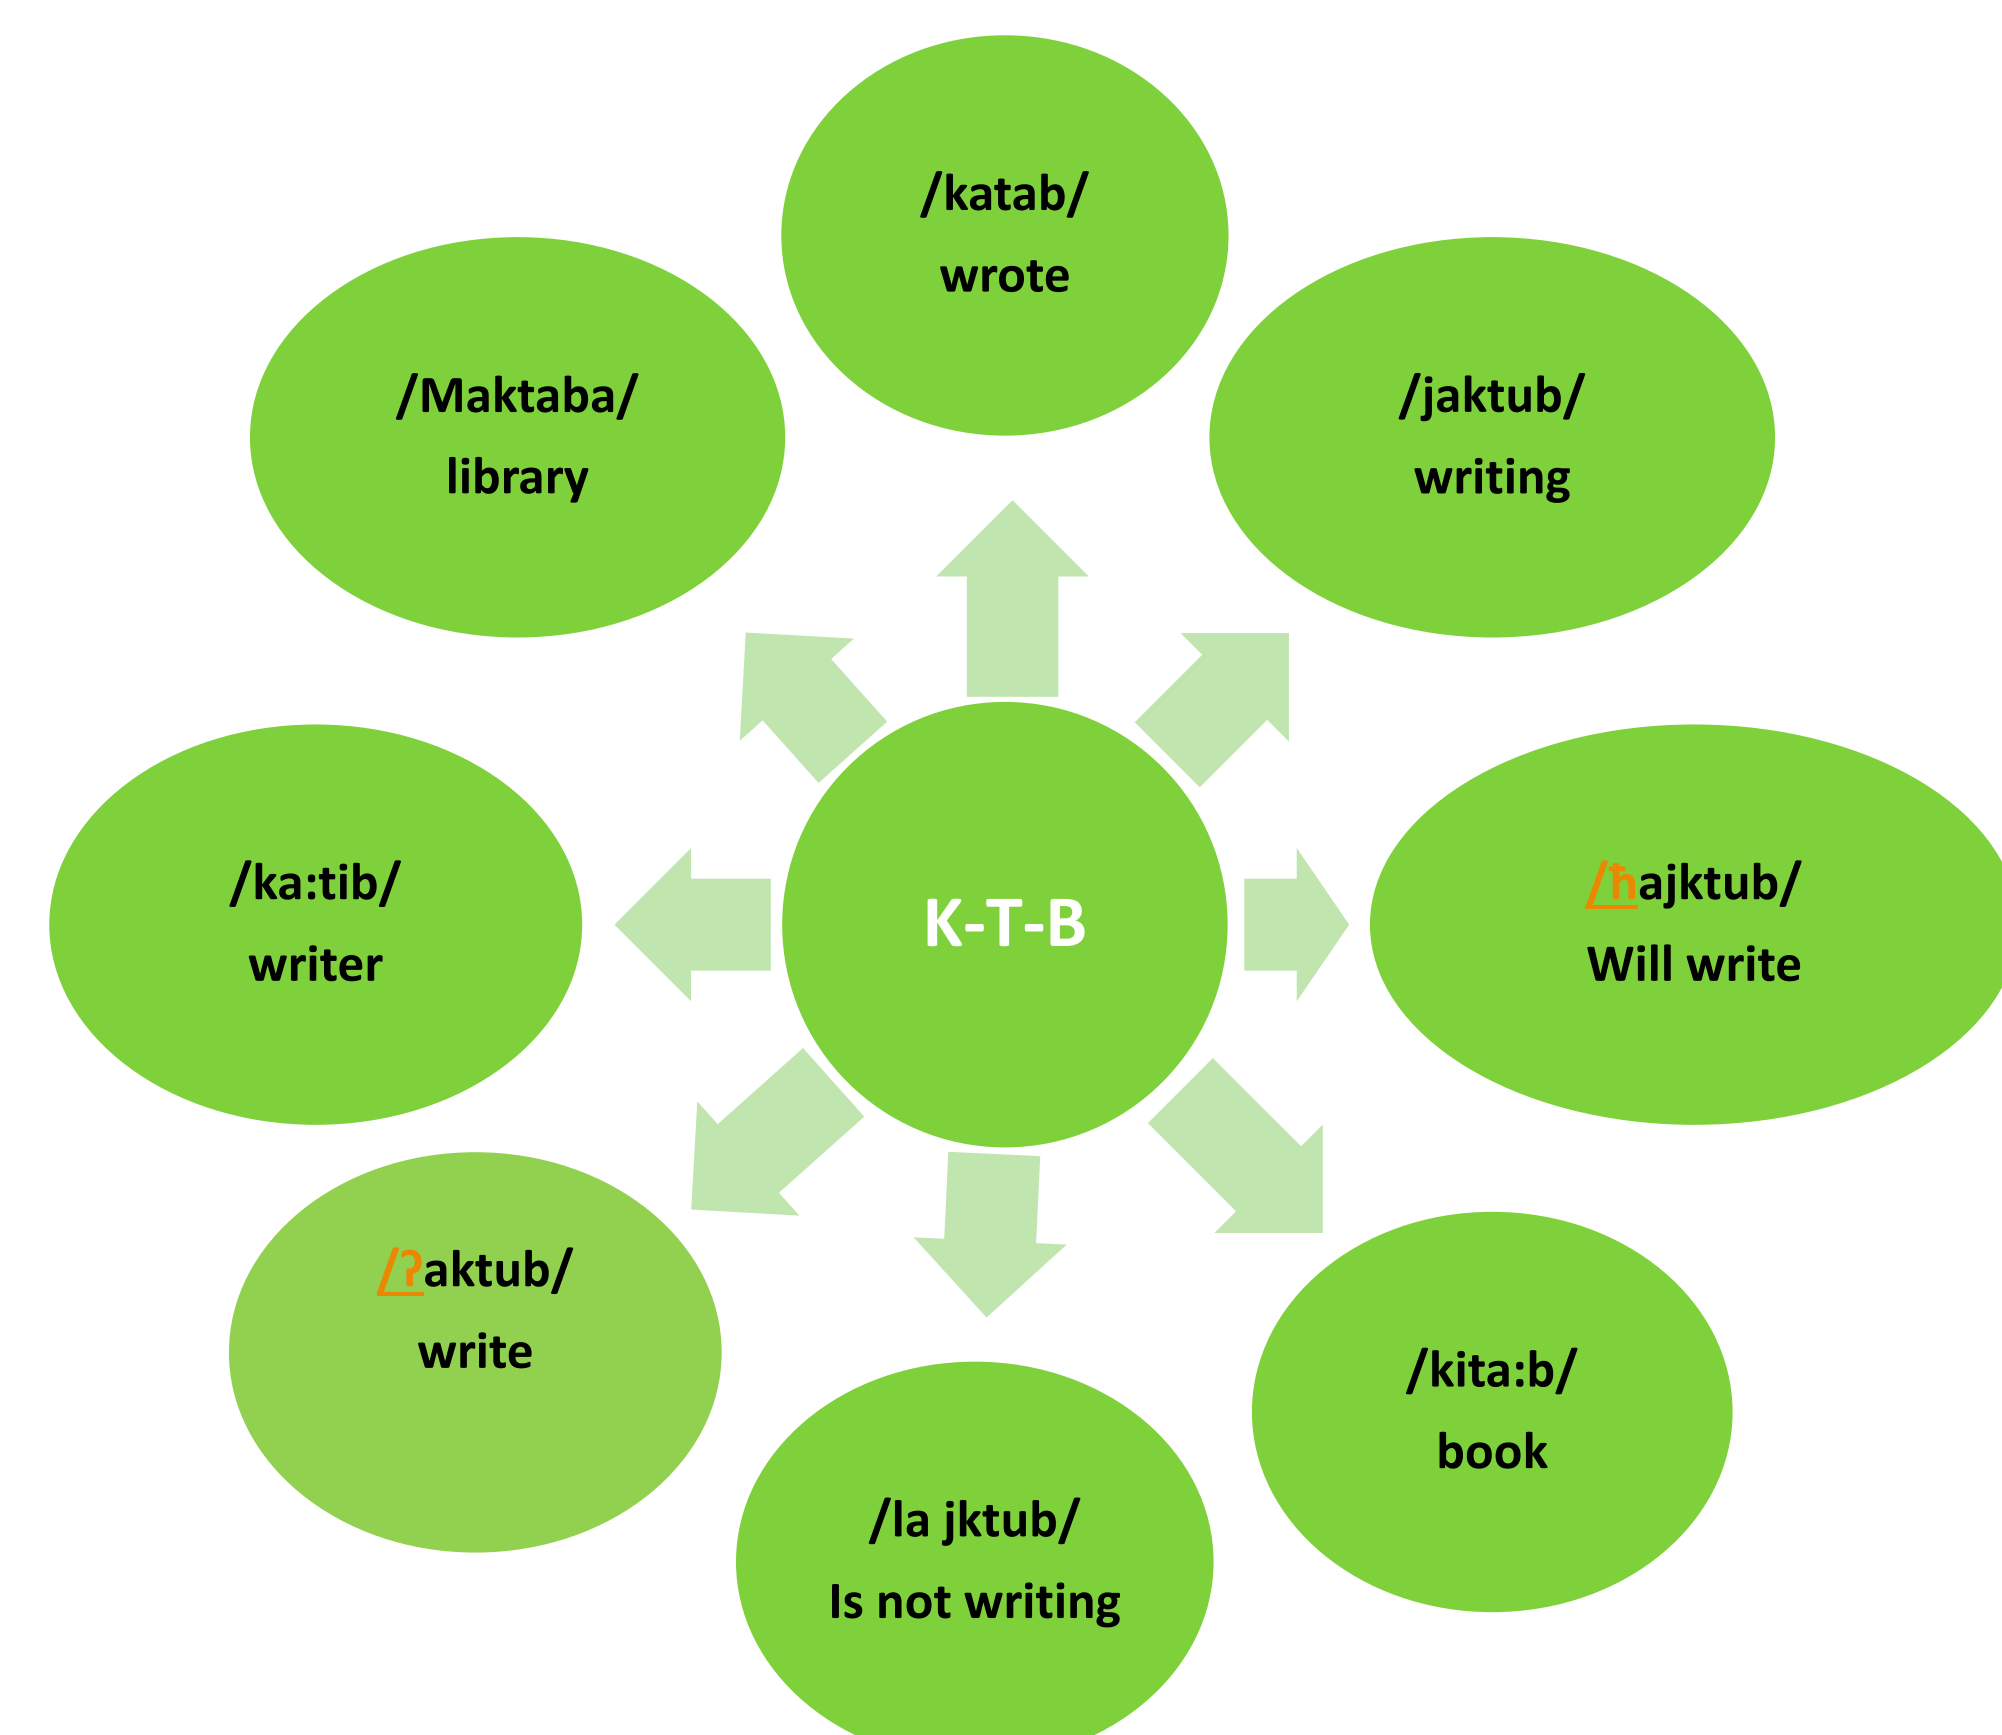 /katab/
wrote
/jaktub/
writing
/ħajktub/
Will write
/kita:b/
book
/la jktub/
Is not writing
/ʔaktub/
write
/ka:tib/
writer
/Maktaba/
library
K-T-B